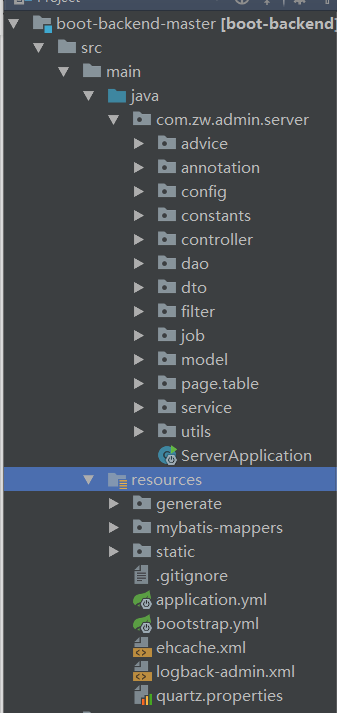 boot-backend-master [boot-backend]
src
main
java
com.zw.admin.server
advice
annotation
config
constants
controller
dao
dto
filter
job
model
page.table
service
utils
ServerApplication
resources
generate
mybatis-mappers
static
.gitignore
application.yml
bootstrap.yml
ehcache.xml
logback-admin.xml
quartz.properties